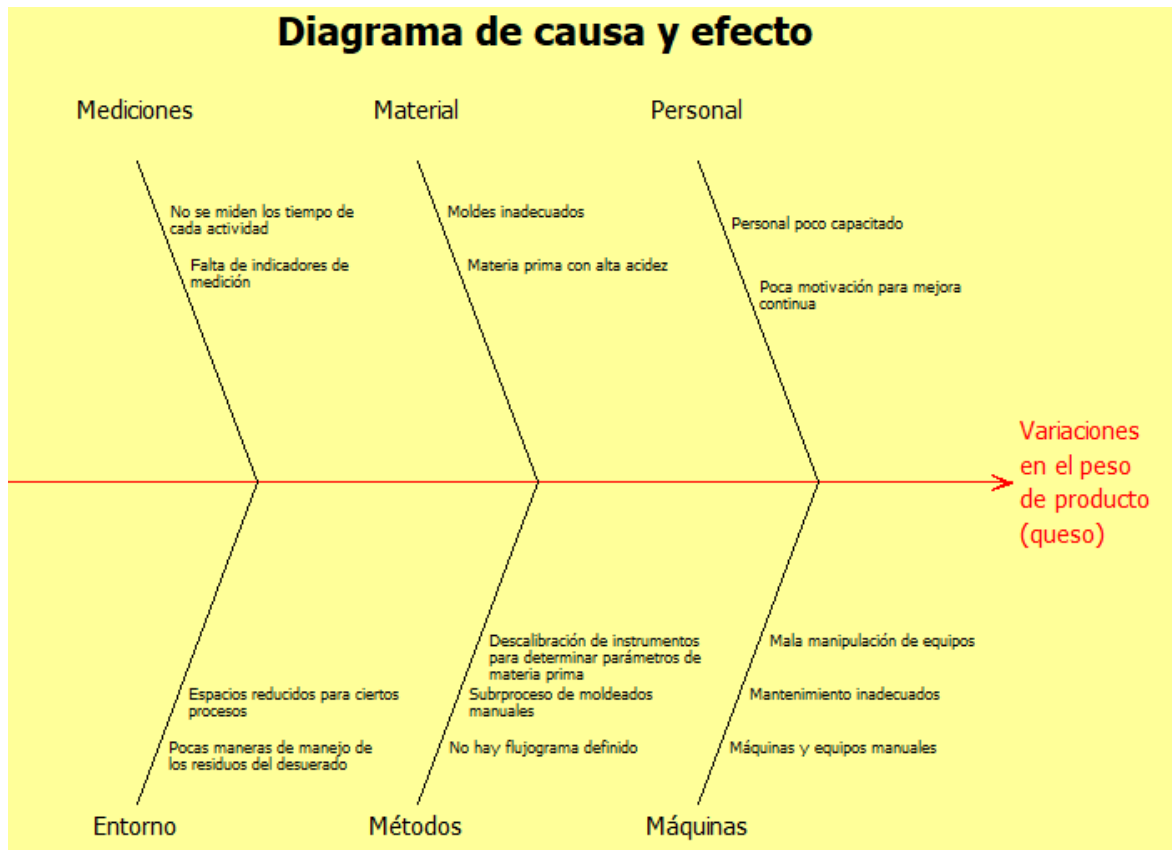 Diagrama de causa y efecto
Mediciones
Material
Personal
No se miden los tiempo de
cada actividad
Falta de indicadores de
medición
Moldes inadecuados
Materia prima con alta acidez
Personal poco capacitado
Poca motivación para mejora
continua
Variaciones
en el peso
de producto
(queso)
Espacios reducidos para ciertos
procesos
Pocas maneras de manejo de
los residuos del desuerado
Descalibración de instrumentos
para determinar parámetros de
materia prima
Subrproceso de moldeados
manuales
No hay flujograma definido
Mala manipulación de equipos
Mantenimiento inadecuados
Máquinas y equipos manuales
Entorno
Métodos
Máquinas